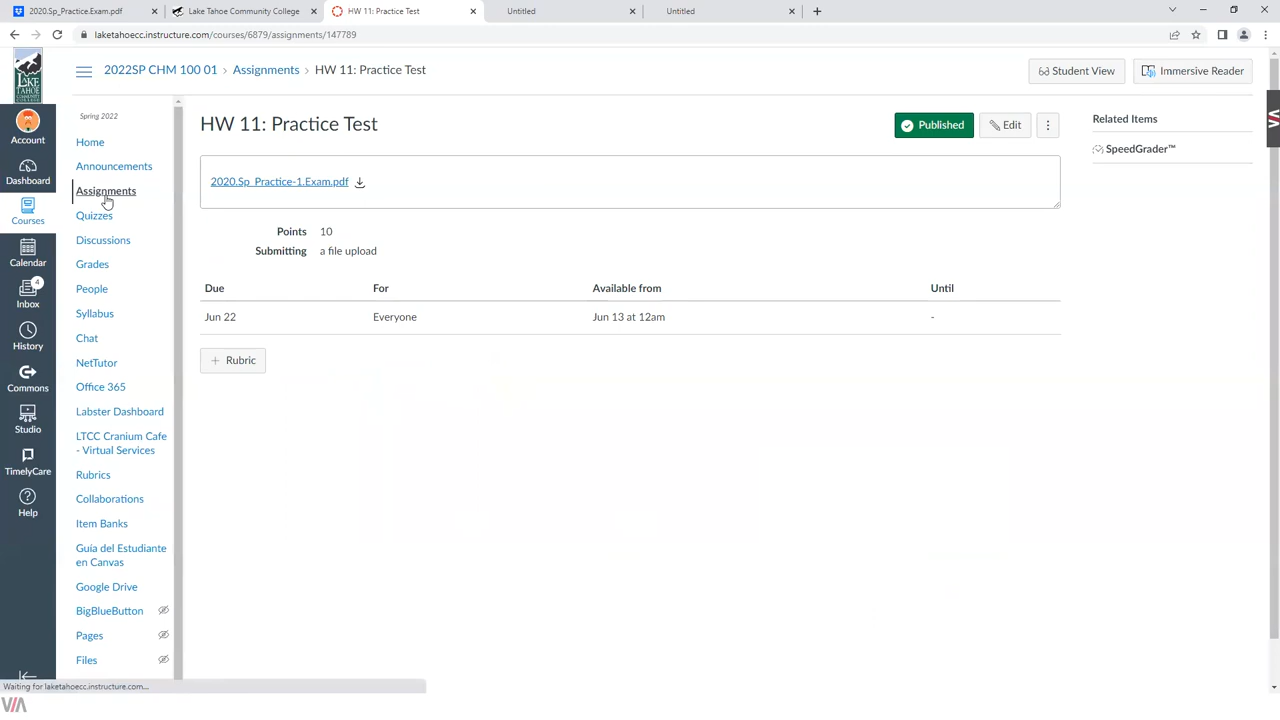 2020.Sp_Practice.Exam.pdf
Lake Tahoe Community College
HW 11: Practice Test
Untitled
Untitled
laketahoecc.instructure.com/courses/6879/assignments/147789
LAKE TAHOE
2022SP CHM 100 01 › Assignments › HW 11: Practice Test
Student View
Immersive Reader
Account
Dashboard
Courses
Calendar
4
Inbox
History
Commons
Studio
TimelyCare
Help
Spring 2022
Home
Announcements
Assignments
Quizzes
Discussions
Grades
People
Syllabus
Chat
NetTutor
Office 365
Labster Dashboard
LTCC Cranium Cafe
- Virtual Services
Rubrics
Collaborations
Item Banks
Guía del Estudiante
en Canvas
Google Drive
BigBlueButton
Pages
Files
HW 11: Practice Test
Published
Edit
2020.Sp_Practice-1.Exam.pdf
Points 10
Submitting a file upload
Due For Available from Until
Jun 22 Everyone Jun 13 at 12am -
+ Rubric
Related Items
SpeedGrader™
Waiting for laketahoecc.instructure.com...
VIA